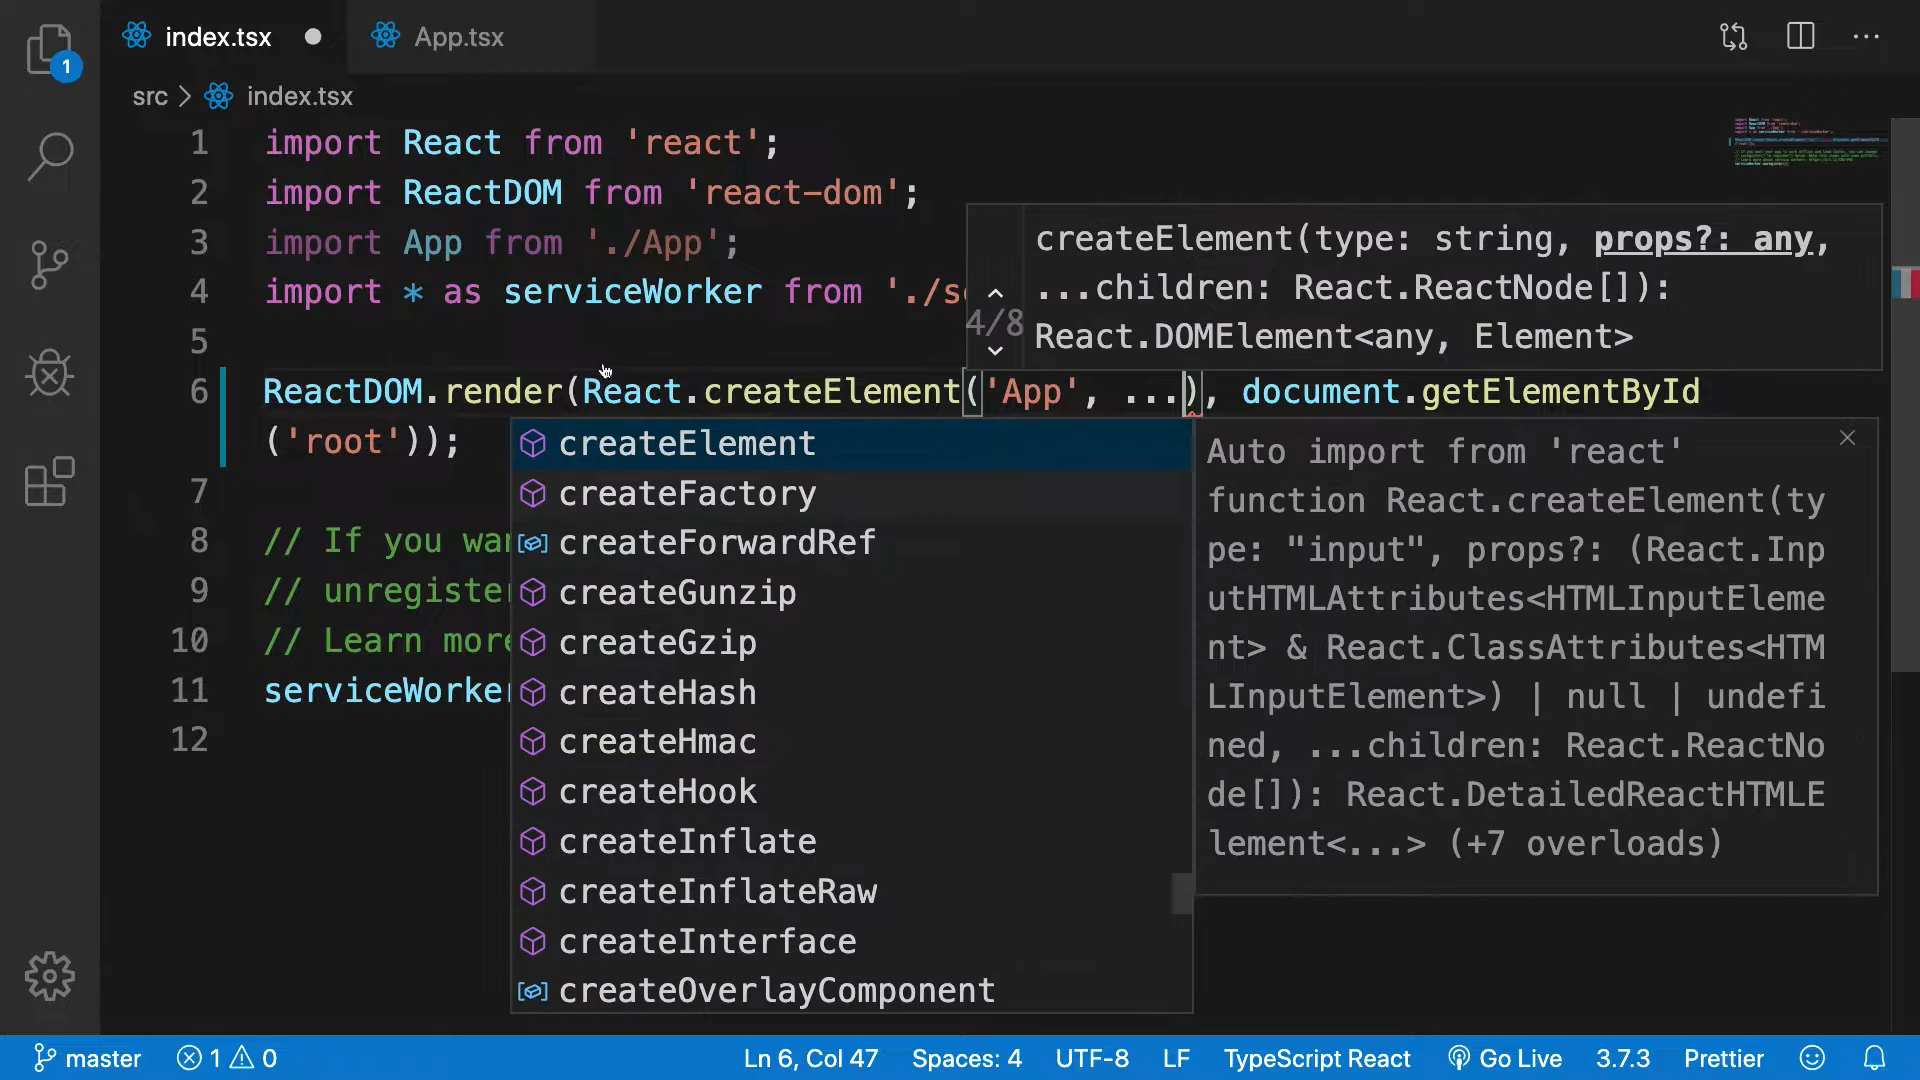 index.tsx
App.tsx
1
src > index.tsx
1 import React from 'react';
2 import ReactDOM from 'react-dom';
3 import App from './App';
4 import * as serviceWorker from './s
5
6 ReactDOM.render(React.createElement('App', ...), document.getElementById
('root'));
7
8 // If you wa
9 // unregiste
10 // Learn more
11 serviceWorker
12
4/8
createElement(type: string, props?: any,
...children: React.ReactNode[]):
React.DOMElement<any, Element>
createElement
createFactory
createForwardRef
createGunzip
createGzip
createHash
createHmac
createHook
createInflate
createInflateRaw
createInterface
createOverlayComponent
Auto import from 'react'
function React.createElement(ty
pe: "input", props?: (React.Inp
utHTMLAttributes<HTMLInputEleme
nt> & React.ClassAttributes<HTM
LInputElement>) | null | undefi
ned, ...children: React.ReactNo
de[]): React.DetailedReactHTMLE
lement<...> (+7 overloads)
master 1 0 Ln 6, Col 47 Spaces: 4 UTF-8 LF TypeScript React Go Live 3.7.3 Prettier